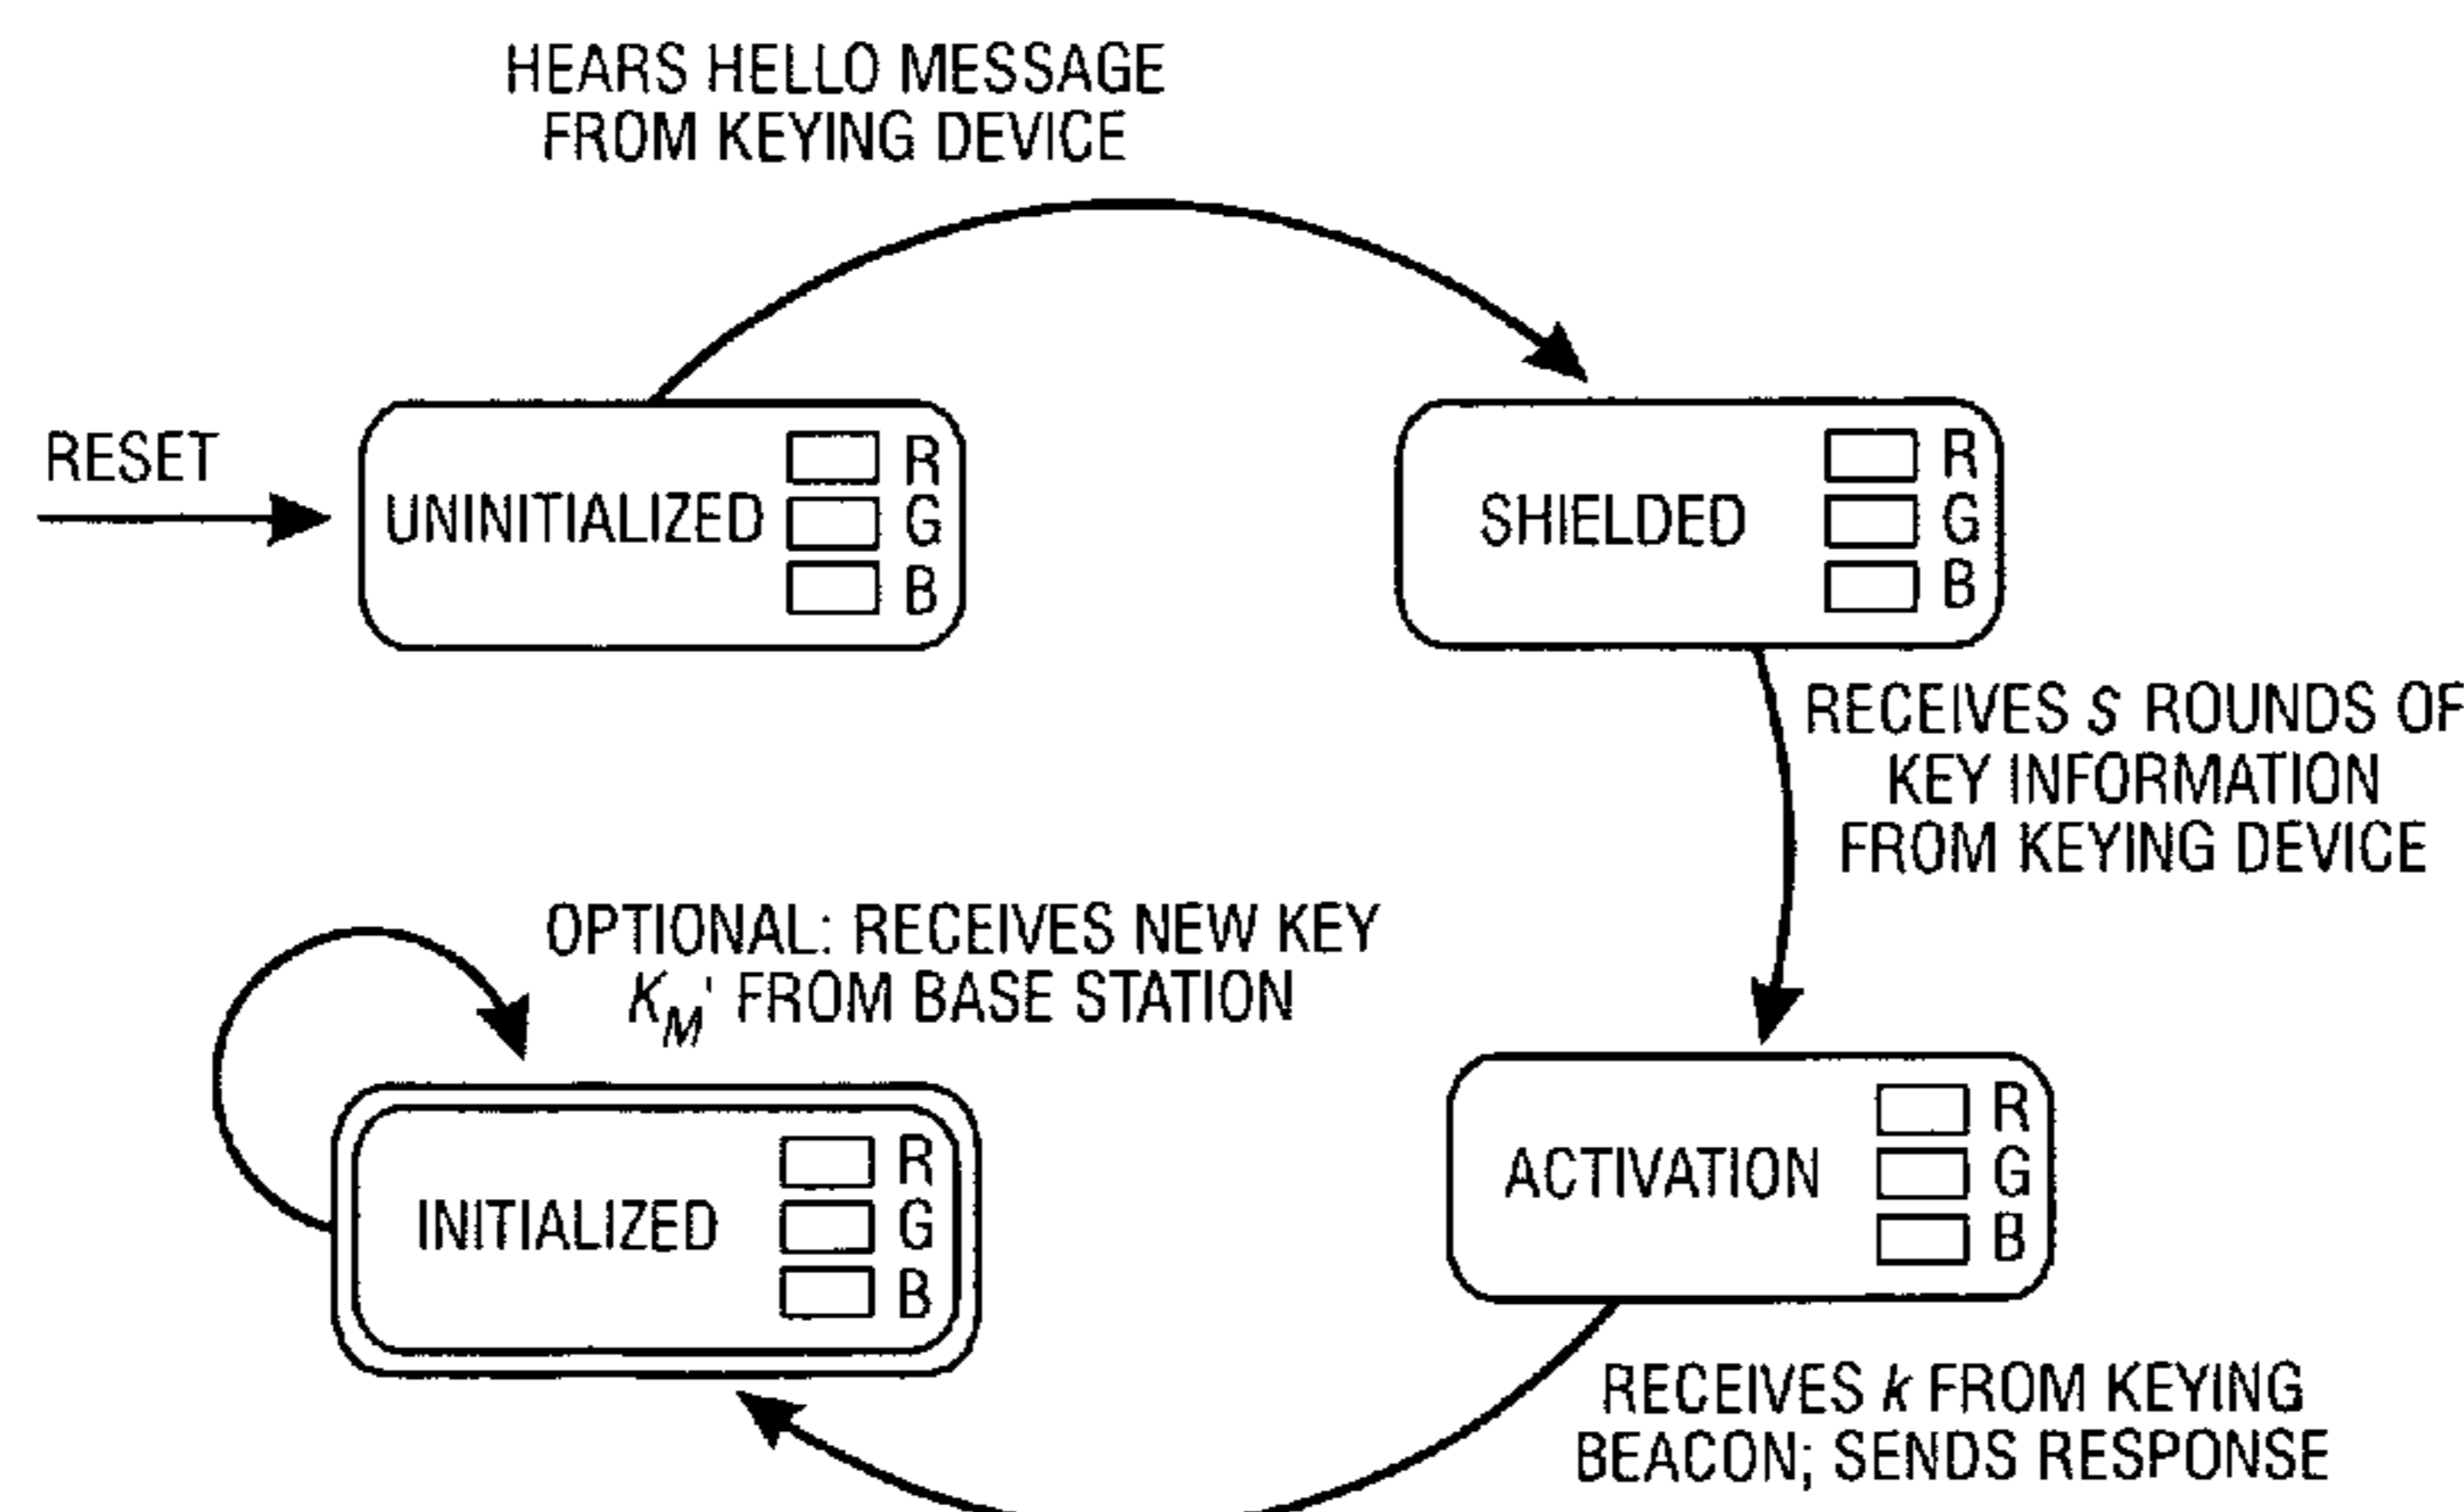 HEARS HELLO MESSAGE
FROM KEYING DEVICE
RESET
UNINITIALIZED
R
G
B
SHIELDED
R
G
B
RECEIVES s ROUNDS OF
KEY INFORMATION
FROM KEYING DEVICE
OPTIONAL: RECEIVES NEW KEY
K_M' FROM BASE STATION
INITIALIZED
R
G
B
ACTIVATION
R
G
B
RECEIVES k FROM KEYING
BEACON; SENDS RESPONSE